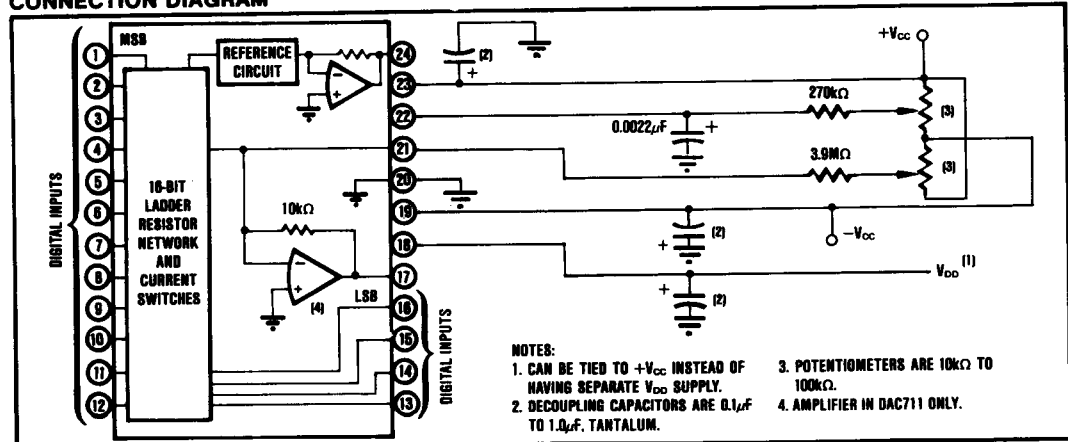 CONNECTION DIAGRAM
DIGITAL INPUTS
1
2
3
4
5
6
7
8
9
10
11
12
MSB
16-BIT
LADDER
RESISTOR
NETWORK
AND
CURRENT
SWITCHES
REFERENCE
CIRCUIT
−
+
10kΩ
−
+
(4)
LSB
24
23
22
21
20
19
18
17
16
15
14
13
DIGITAL INPUTS
(2)
+
+VCC
270kΩ
(3)
0.0022µF
+
3.9MΩ
(3)
+
(2)
−VCC
+
(2)
VDD (1)
NOTES:
1. CAN BE TIED TO +VCC INSTEAD OF
HAVING SEPARATE VDD SUPPLY.
2. DECOUPLING CAPACITORS ARE 0.1µF
TO 1.0µF, TANTALUM.
3. POTENTIOMETERS ARE 10kΩ TO
100kΩ.
4. AMPLIFIER IN DAC711 ONLY.